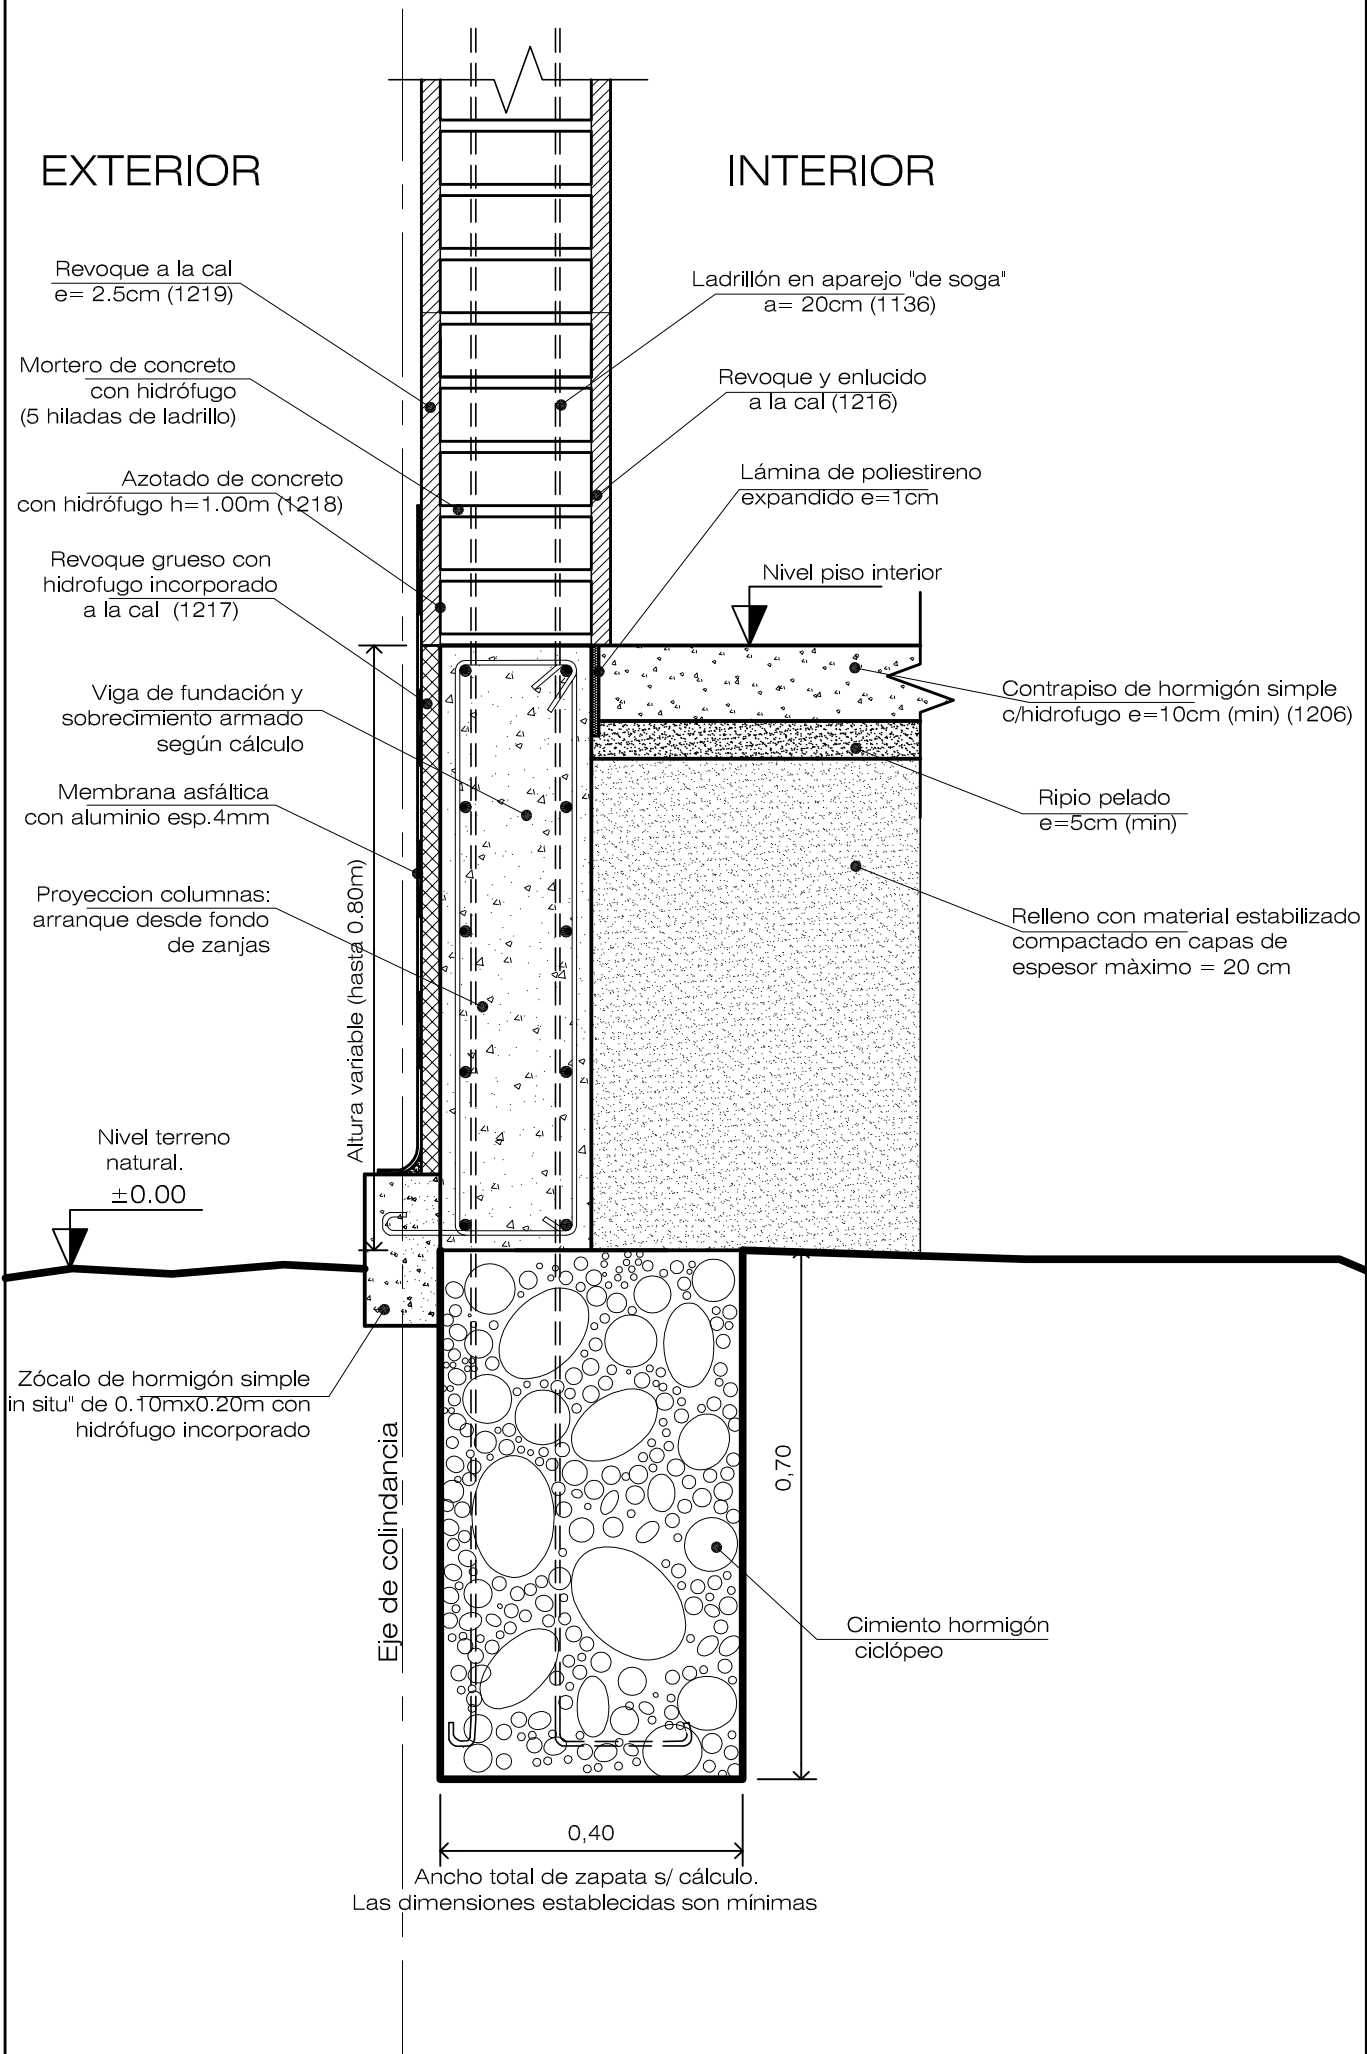 EXTERIOR
INTERIOR
Revoque a la cal
e= 2.5cm (1219)
Ladrillón en aparejo "de soga"
a= 20cm (1136)
Mortero de concreto
con hidrófugo
(5 hiladas de ladrillo)
Revoque y enlucido
a la cal (1216)
Azotado de concreto
con hidrófugo h=1.00m (1218)
Lámina de poliestireno
expandido e=1cm
Revoque grueso con
hidrofugo incorporado
a la cal (1217)
Nivel piso interior
Viga de fundación y
sobrecimiento armado
según cálculo
Contrapiso de hormigón simple
c/hidrofugo e=10cm (min) (1206)
Membrana asfáltica
con aluminio esp.4mm
Ripio pelado
e=5cm (min)
Proyeccion columnas:
arranque desde fondo
de zanjas
Altura variable (hasta 0.80m)
Relleno con material estabilizado
compactado en capas de
espesor màximo = 20 cm
Nivel terreno
natural.
±0.00
Zócalo de hormigón simple
in situ" de 0.10mx0.20m con
hidrófugo incorporado
Eje de colindancia
0,70
Cimiento hormigón
ciclópeo
0,40
Ancho total de zapata s/ cálculo.
Las dimensiones establecidas son mínimas